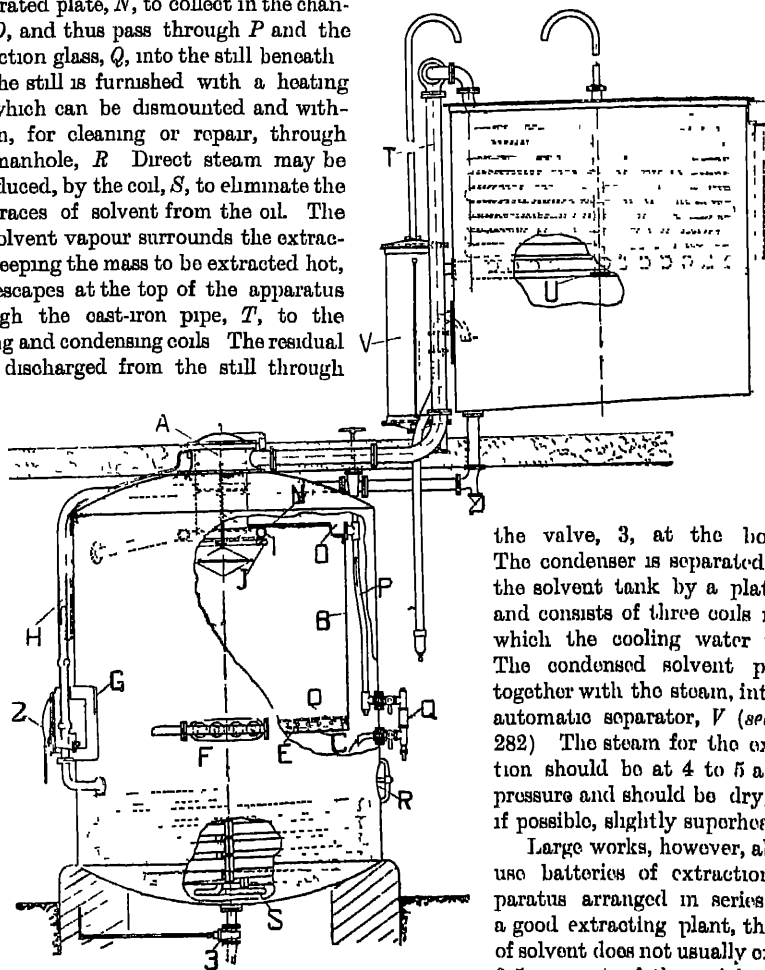 rated plate, N, to collect in the chan-
O, and thus pass through P and the
ction glass, Q, into the still beneath
he still is furnished with a heating
which can be dismounted and with-
n, for cleaning or repair, through
manhole, R Direct steam may be
duced, by the coil, S, to eliminate the
races of solvent from the oil. The
olvent vapour surrounds the extrac-
eeping the mass to be extracted hot,
escapes at the top of the apparatus
gh the cast-iron pipe, T, to the
ng and condensing coils The residual
discharged from the still through
T
U
V
A
N
I
O
J
P
B
H
G
O
2
Q
F
E
C
R
S
3
the valve, 3, at the bo
The condenser is separated
the solvent tank by a plat
and consists of three coils
which the cooling water
The condensed solvent p
together with the steam, int
automatic separator, V (see
282) The steam for the ex
tion should be at 4 to 5 a
pressure and should be dry,
if possible, slightly superhea
Large works, however, al
use batteries of extraction
paratus arranged in series
a good extracting plant, th
of solvent does not usually ex